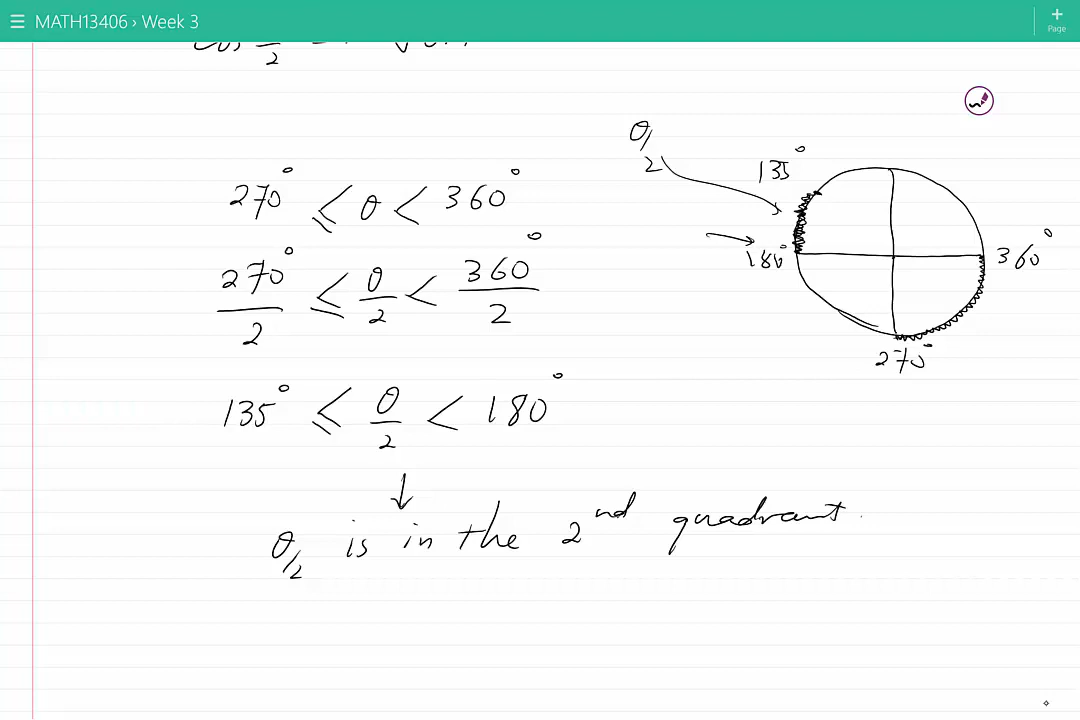 MATH13406 › Week 3
Page
270° ≤ θ < 360°
270°/2 ≤ θ/2 < 360°/2
135° ≤ θ/2 < 180°
↓
θ/2 is in the 2nd quadrant.
θ/2
135°
180°
360°
270°